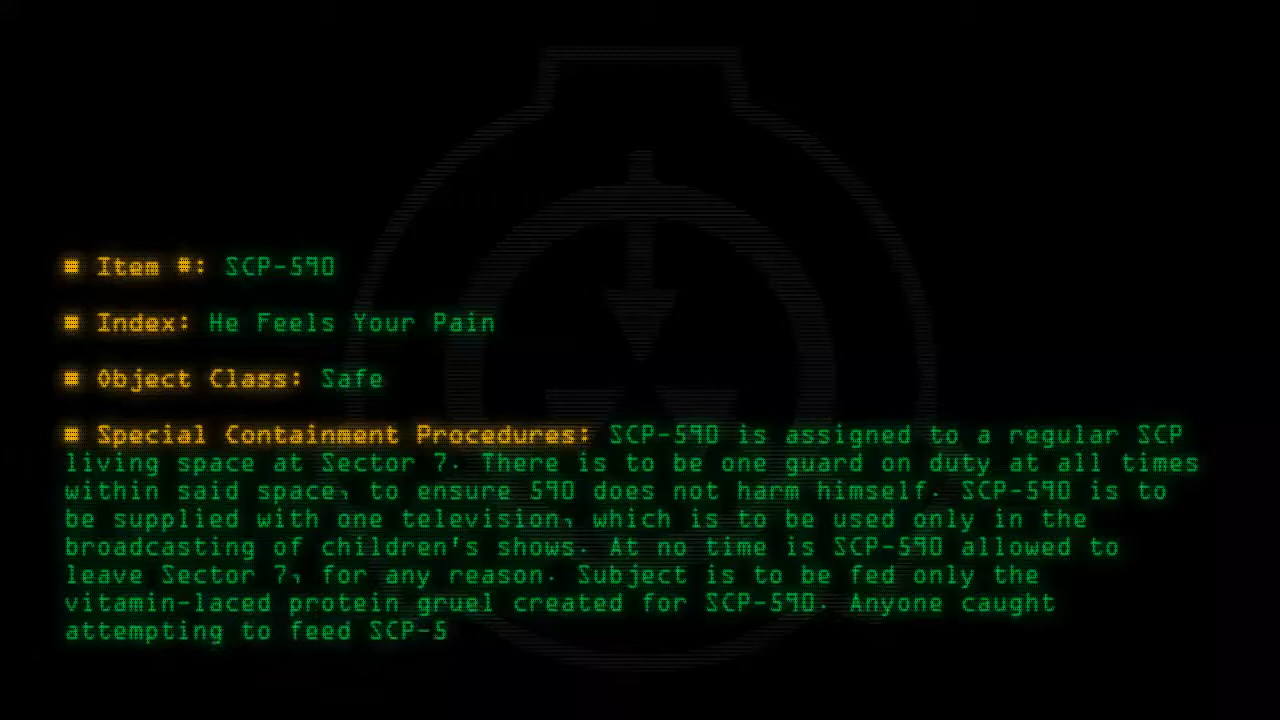 ■ Item #: SCP-590
■ Index: He Feels Your Pain
■ Object Class: Safe
■ Special Containment Procedures: SCP-590 is assigned to a regular SCP
living space at Sector 7. There is to be one guard on duty at all times
within said space, to ensure 590 does not harm himself. SCP-590 is to
be supplied with one television, which is to be used only in the
broadcasting of children's shows. At no time is SCP-590 allowed to
leave Sector 7, for any reason. Subject is to be fed only the
vitamin-laced protein gruel created for SCP-590. Anyone caught
attempting to feed SCP-5